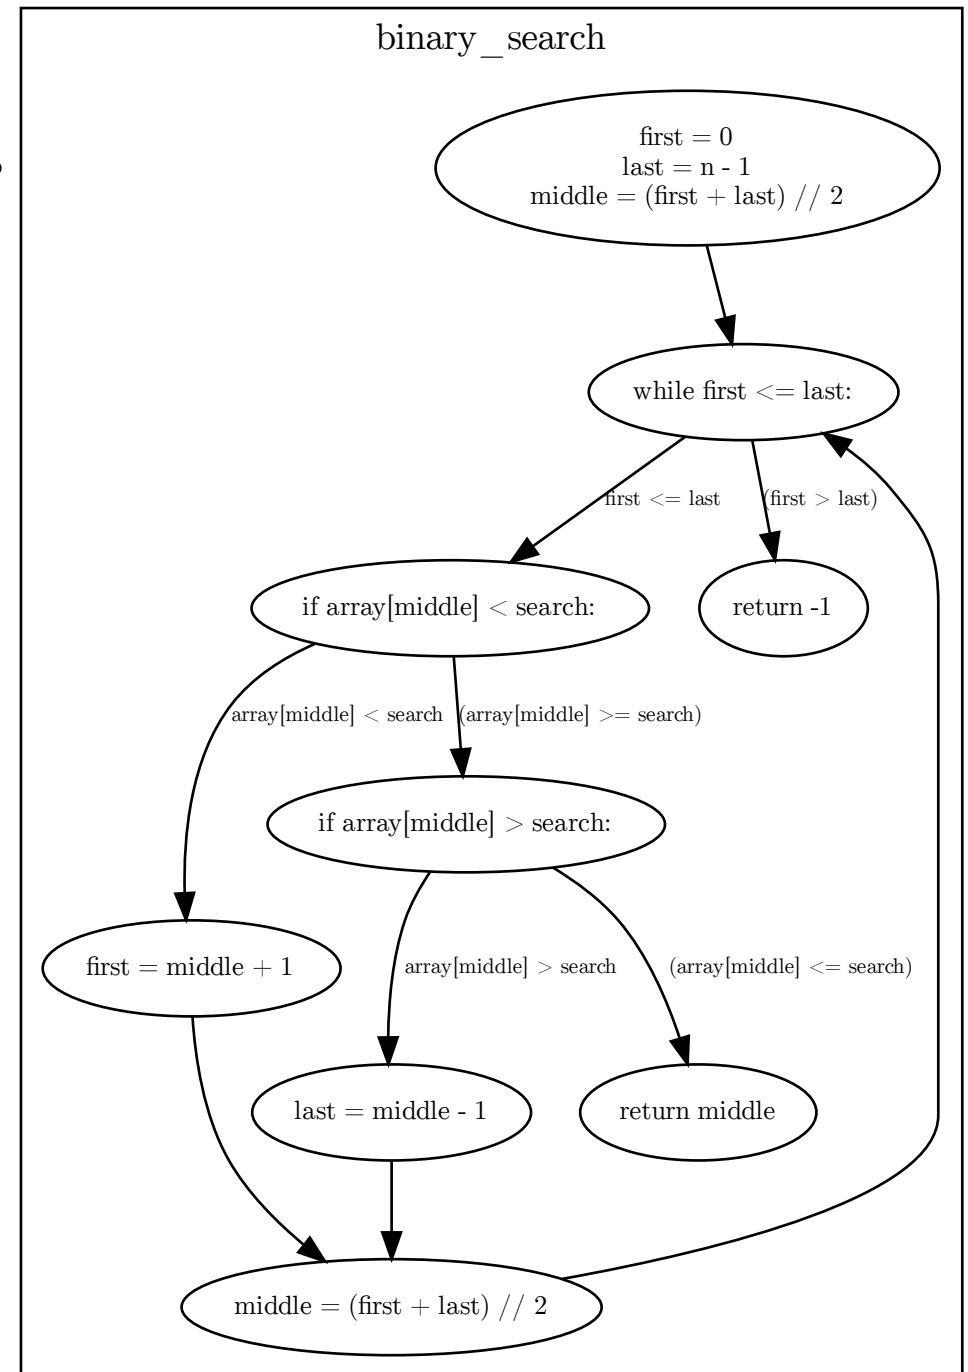 binary_search
first = 0
last = n - 1
middle = (first + last) // 2
while first <= last:
first <= last
(first > last)
if array[middle] < search:
return -1
array[middle] < search
(array[middle] >= search)
if array[middle] > search:
first = middle + 1
array[middle] > search
(array[middle] <= search)
last = middle - 1
return middle
middle = (first + last) // 2